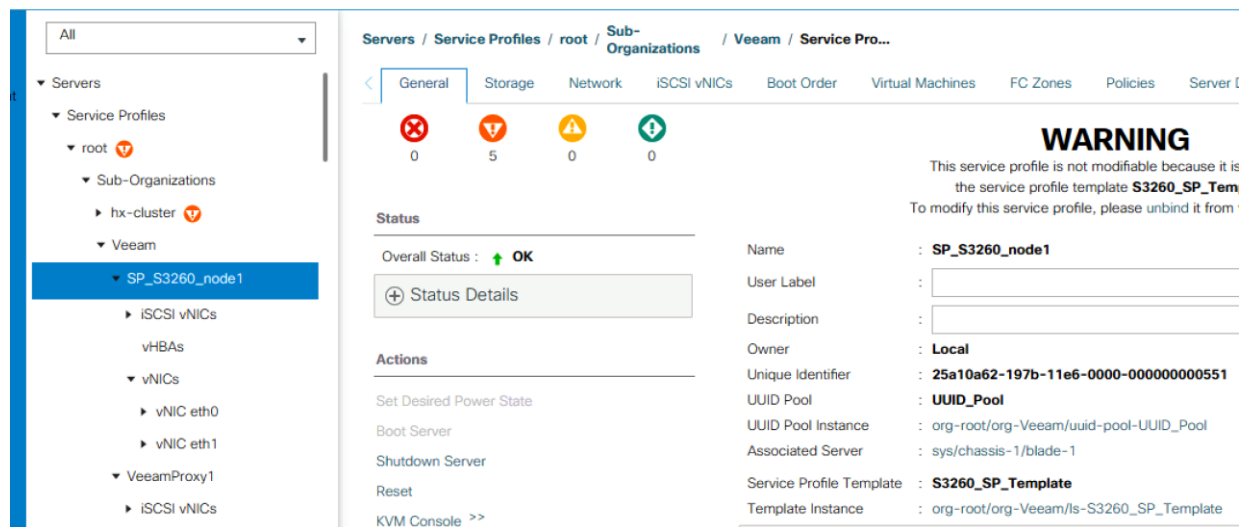 All
Servers
Service Profiles
root
Sub-Organizations
hx-cluster
Veeam
SP_S3260_node1
iSCSI vNICs
vHBAs
vNICs
vNIC eth0
vNIC eth1
VeeamProxy1
iSCSI vNICs
Servers / Service Profiles / root / Sub-Organizations / Veeam / Service Pro...
General Storage Network iSCSI vNICs Boot Order Virtual Machines FC Zones Policies Server D
0 5 0 0
Status
Overall Status : OK
Status Details
Actions
Set Desired Power State
Boot Server
Shutdown Server
Reset
KVM Console >>
WARNING
This service profile is not modifiable because it is
the service profile template S3260_SP_Tem
To modify this service profile, please unbind it from
Name : SP_S3260_node1
User Label :
Description :
Owner : Local
Unique Identifier : 25a10a62-197b-11e6-0000-000000000551
UUID Pool : UUID_Pool
UUID Pool Instance : org-root/org-Veeam/uuid-pool-UUID_Pool
Associated Server : sys/chassis-1/blade-1
Service Profile Template : S3260_SP_Template
Template Instance : org-root/org-Veeam/ls-S3260_SP_Template